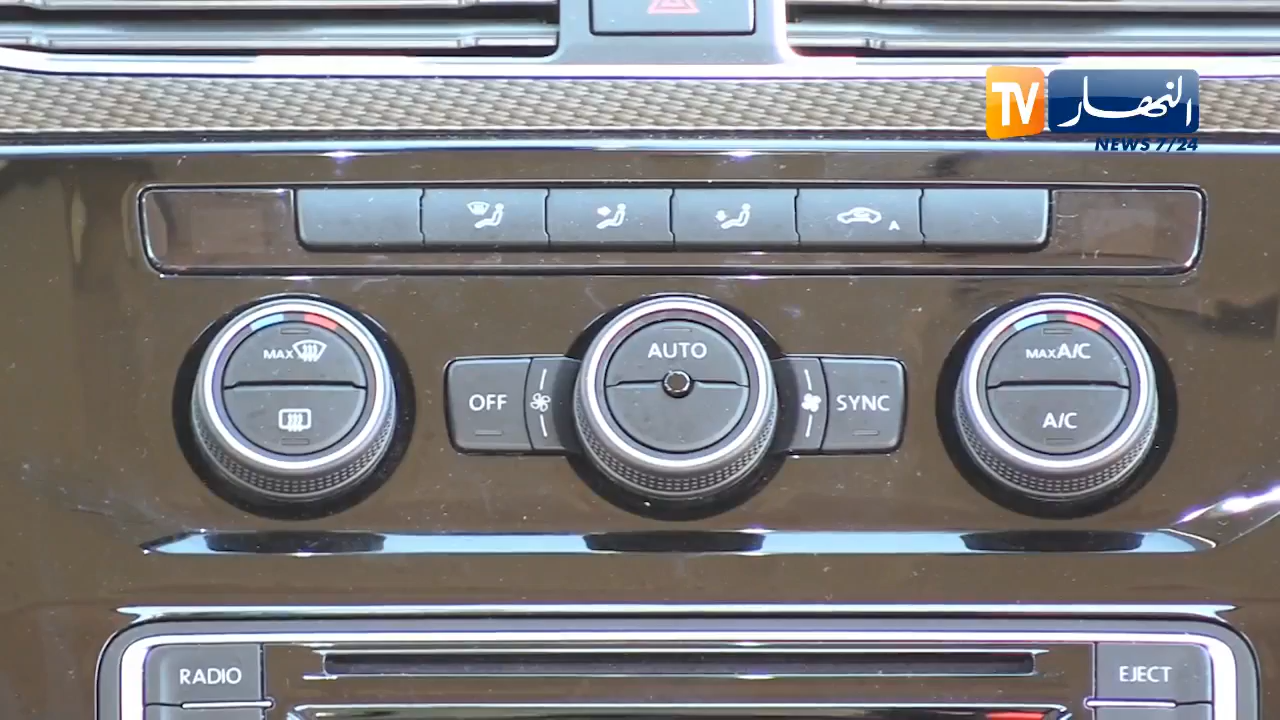 TV النهار
NEWS 7/24
A
MAX
AUTO
MAX A/C
OFF
SYNC
A/C
RADIO
EJECT